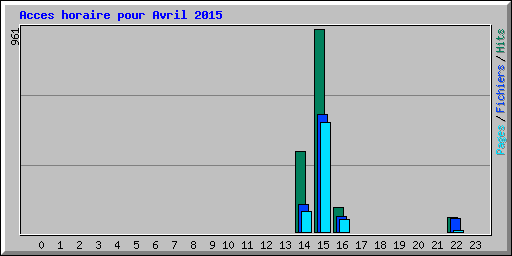 Acces horaire pour Avril 2015
961
Pages / Fichiers / Hits
0 1 2 3 4 5 6 7 8 9 10 11 12 13 14 15 16 17 18 19 20 21 22 23